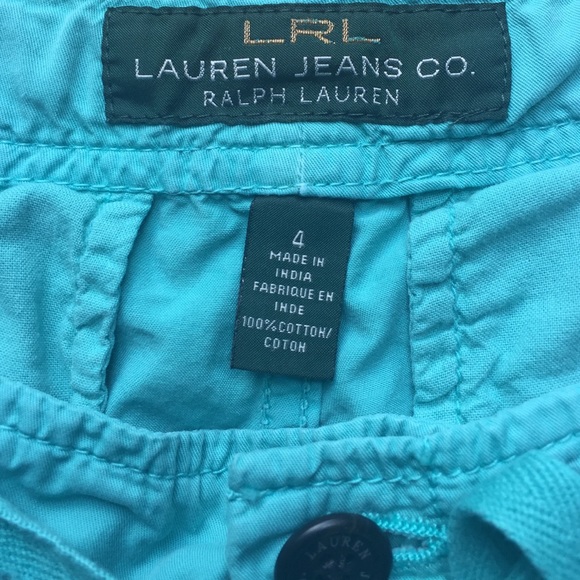 LRL
LAUREN JEANS CO.
RALPH LAUREN
4
MADE IN
INDIA
FABRIQUE EN
INDE
100%COTTON/
COTON
LAUREN